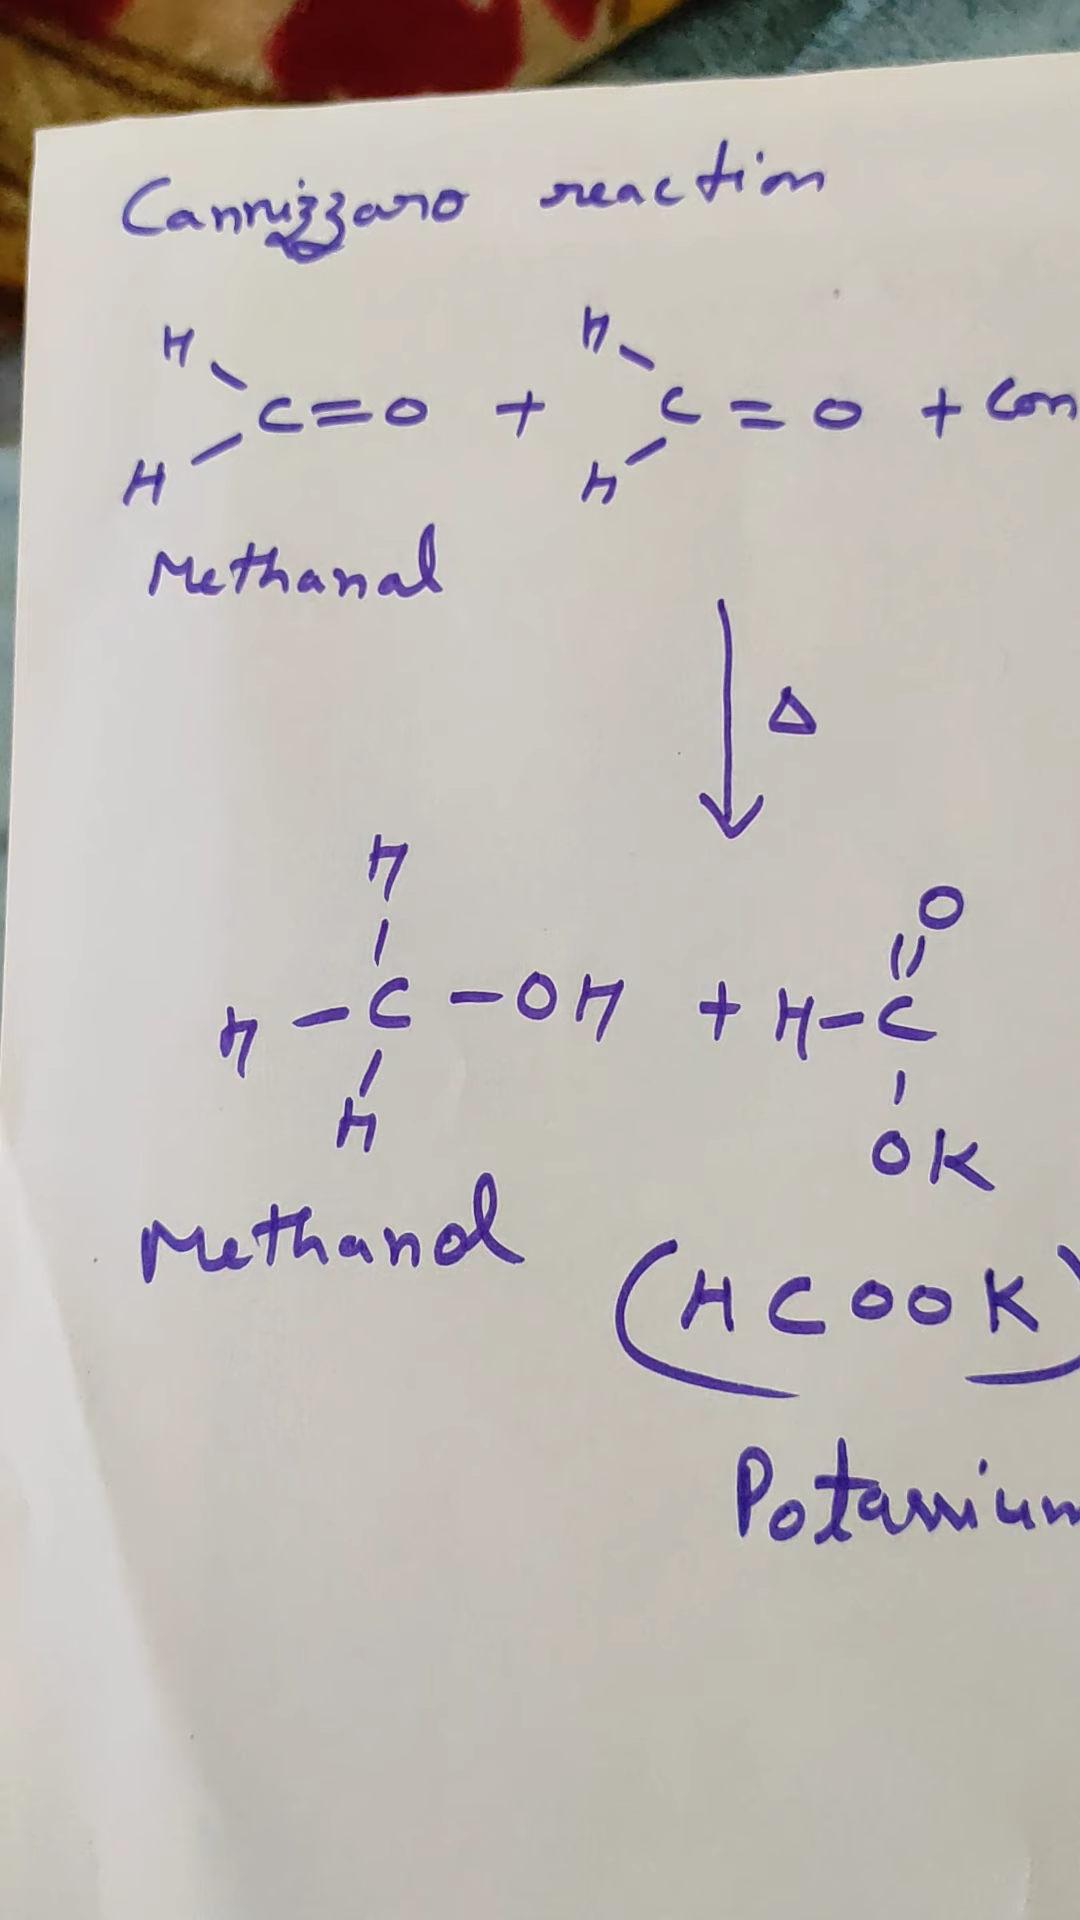 Cannizzaro reaction
H H
C=O + C=O + Con
H H
Methanal
Δ
H O
H-C-OH + H-C
H OK
Methanol
(HCOOK)
Potassium